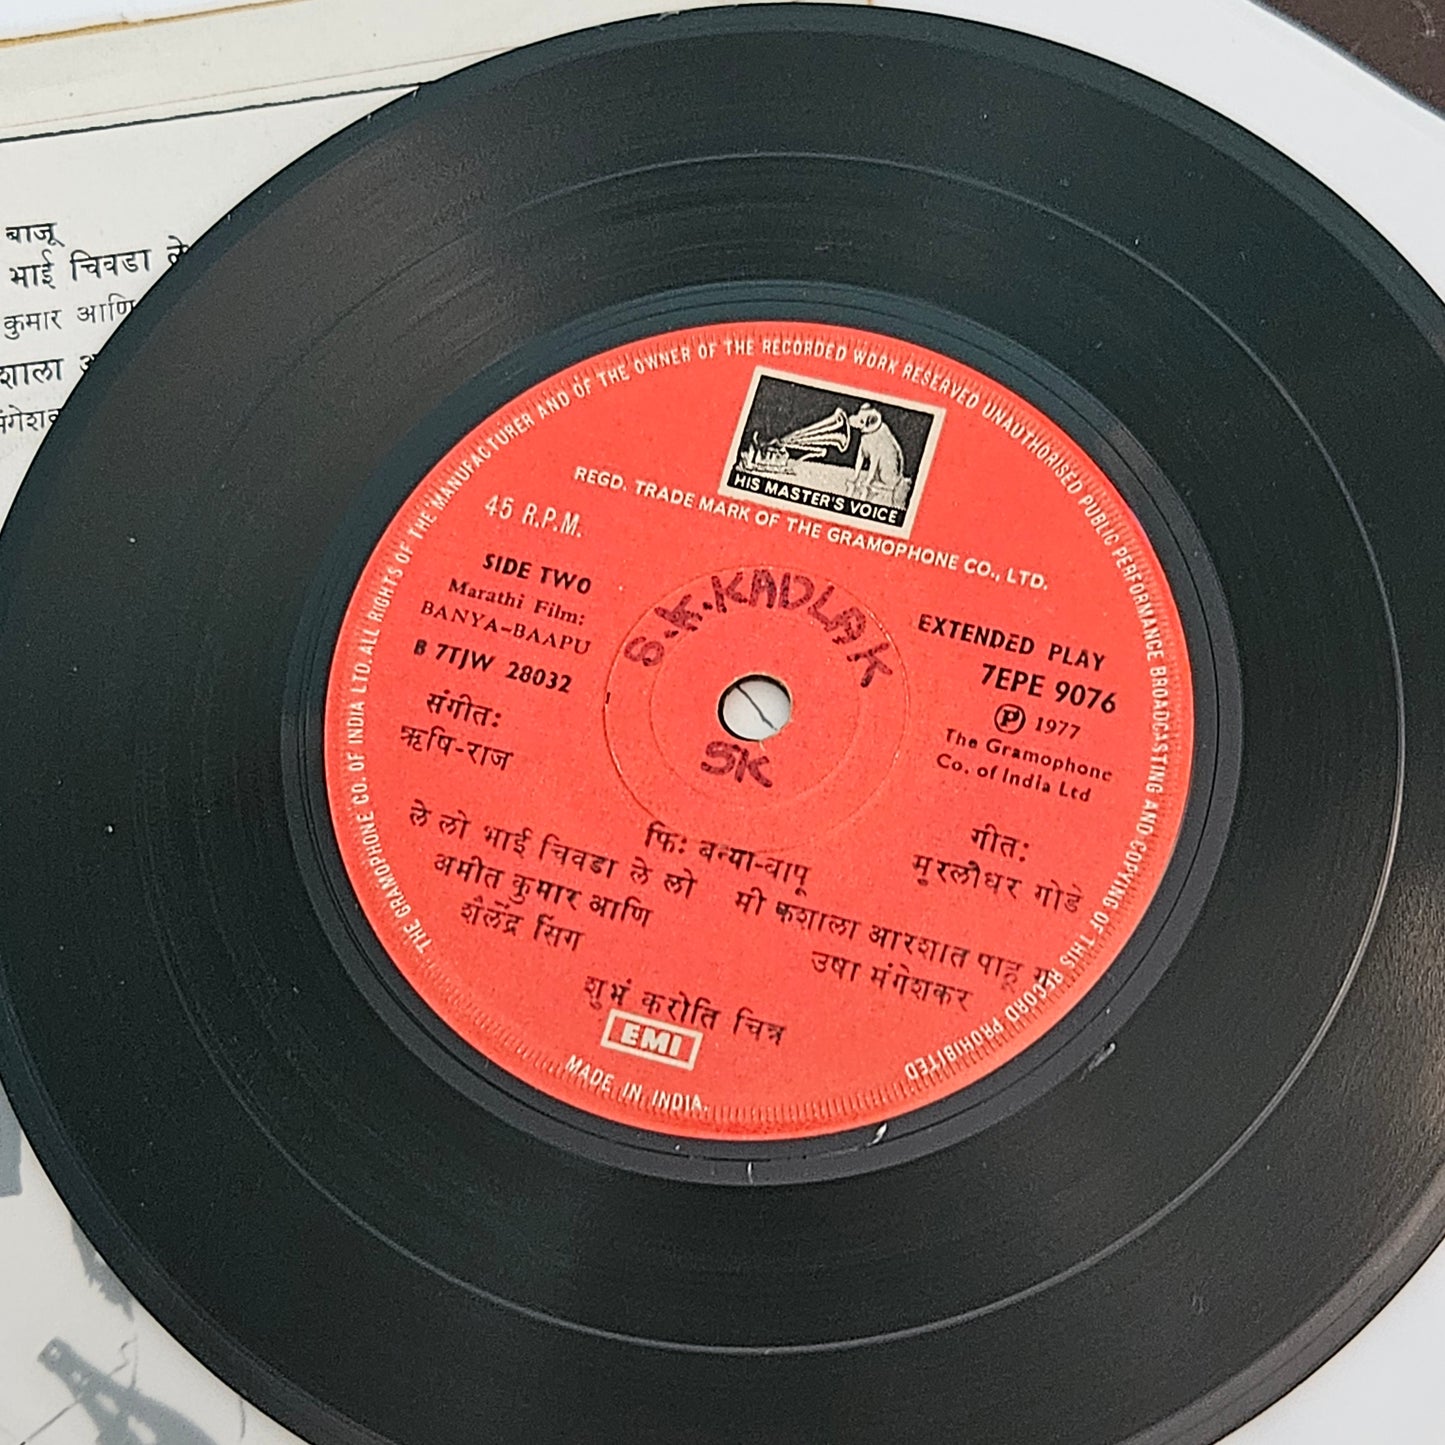 बाजू
भाई चिवडा ले
कुमार आणि
शाला
मंगेशक
THE GRAMOPHONE CO. OF INDIA LTD. ALL RIGHTS OF THE MANUFACTURER AND OF THE OWNER OF THE RECORDED WORK RESERVED UNAUTHORISED PUBLIC PERFORMANCE BROADCASTING AND COPYING OF THIS RECORD PROHIBITED
HIS MASTER'S VOICE
REGD. TRADE MARK OF THE GRAMOPHONE CO., LTD.
45 R.P.M.
SIDE TWO
Marathi Film:
BANYA-BAAPU
B 7TJW 28032
S.K.KADLAK
SK
EXTENDED PLAY
7EPE 9076
Ⓟ 1977
The Gramophone
Co. of India Ltd
संगीत:
ऋषि-राज
गीत:
मुरलीधर गोडे
फि: बन्या-बापू
ले लो भाई चिवडा ले लो
अमीत कुमार आणि
शैलेंद्र सिंग
मी कशाला आरशात पाहू ग
उषा मंगेशकर
शुभं करोति चित्र
EMI
MADE IN INDIA.